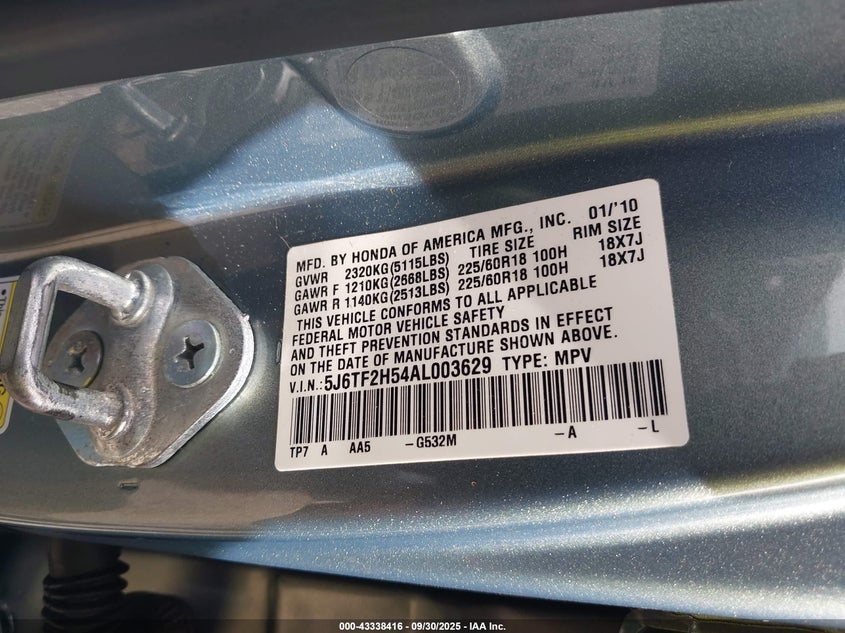 MFD. BY HONDA OF AMERICA MFG., INC. 01/'10
GVWR 2320KG(5115LBS) TIRE SIZE RIM SIZE
GAWR F 1210KG(2668LBS) 225/60R18 100H 18X7J
GAWR R 1140KG(2513LBS) 225/60R18 100H 18X7J
THIS VEHICLE CONFORMS TO ALL APPLICABLE
FEDERAL MOTOR VEHICLE SAFETY
AND THEFT PREVENTION STANDARDS IN EFFECT
ON THE DATE OF MANUFACTURE SHOWN ABOVE.
V.I.N.:5J6TF2H54AL003629 TYPE: MPV
TP7 A AA5 -G532M -A -L
000-43338416 - 09/30/2025 - IAA Inc.